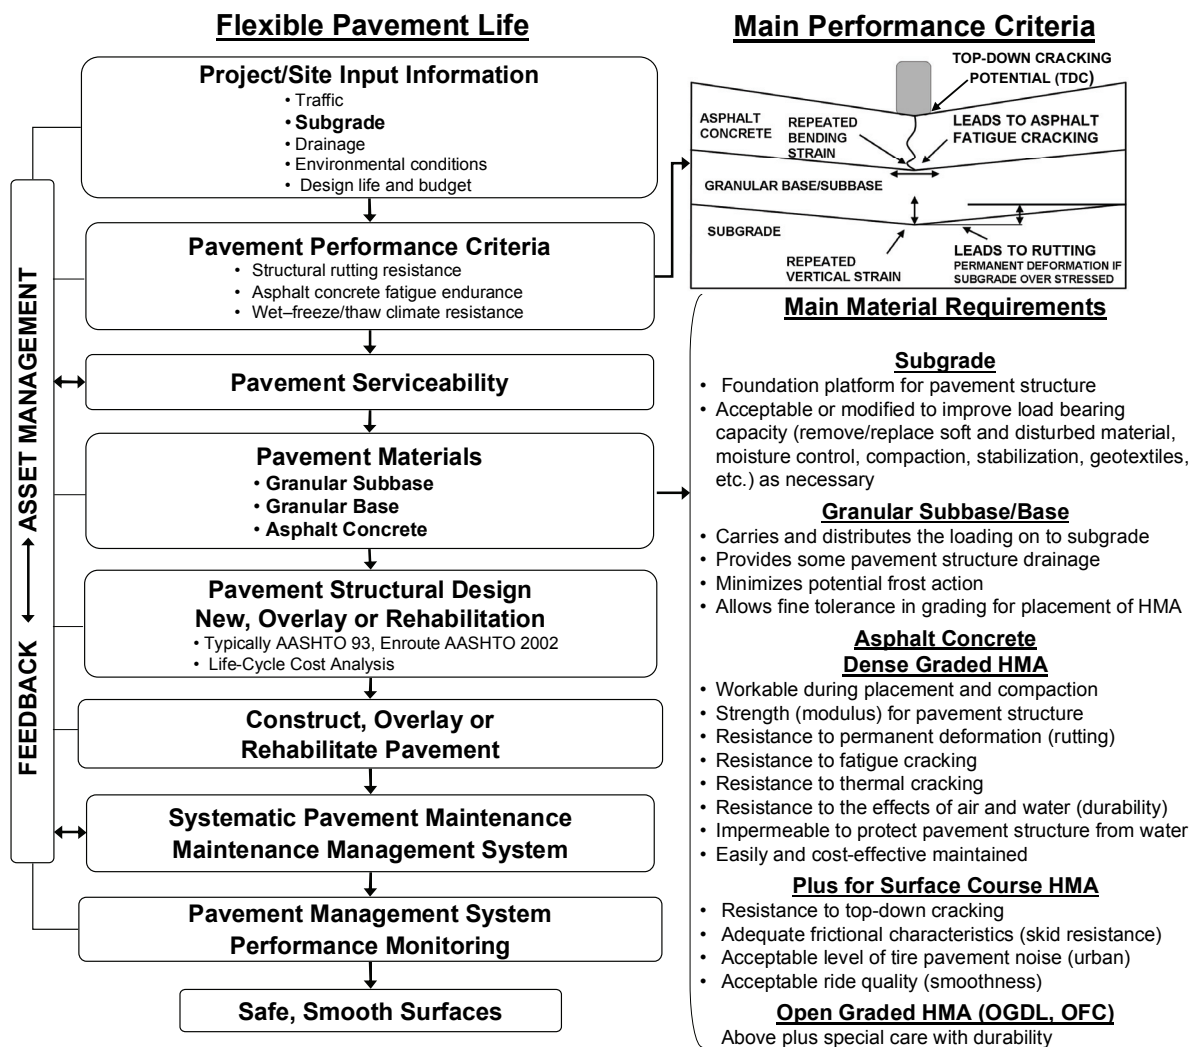 Flexible Pavement Life
Project/Site Input Information
• Traffic
• Subgrade
• Drainage
• Environmental conditions
• Design life and budget
Pavement Performance Criteria
• Structural rutting resistance
• Asphalt concrete fatigue endurance
• Wet–freeze/thaw climate resistance
Pavement Serviceability
Pavement Materials
• Granular Subbase
• Granular Base
• Asphalt Concrete
Pavement Structural Design
New, Overlay or Rehabilitation
• Typically AASHTO 93, Enroute AASHTO 2002
• Life-Cycle Cost Analysis
Construct, Overlay or
Rehabilitate Pavement
Systematic Pavement Maintenance
Maintenance Management System
Pavement Management System
Performance Monitoring
Safe, Smooth Surfaces
ASSET MANAGEMENT
FEEDBACK
Main Performance Criteria
TOP-DOWN CRACKING
POTENTIAL (TDC)
ASPHALT
CONCRETE
REPEATED
BENDING
STRAIN
LEADS TO ASPHALT
FATIGUE CRACKING
GRANULAR BASE/SUBBASE
SUBGRADE
REPEATED
VERTICAL STRAIN
LEADS TO RUTTING
PERMANENT DEFORMATION IF
SUBGRADE OVER STRESSED
Main Material Requirements
Subgrade
• Foundation platform for pavement structure
• Acceptable or modified to improve load bearing
capacity (remove/replace soft and disturbed material,
moisture control, compaction, stabilization, geotextiles,
etc.) as necessary
Granular Subbase/Base
• Carries and distributes the loading on to subgrade
• Provides some pavement structure drainage
• Minimizes potential frost action
• Allows fine tolerance in grading for placement of HMA
Asphalt Concrete
Dense Graded HMA
• Workable during placement and compaction
• Strength (modulus) for pavement structure
• Resistance to permanent deformation (rutting)
• Resistance to fatigue cracking
• Resistance to thermal cracking
• Resistance to the effects of air and water (durability)
• Impermeable to protect pavement structure from water
• Easily and cost-effective maintained
Plus for Surface Course HMA
• Resistance to top-down cracking
• Adequate frictional characteristics (skid resistance)
• Acceptable level of tire pavement noise (urban)
• Acceptable ride quality (smoothness)
Open Graded HMA (OGDL, OFC)
Above plus special care with durability